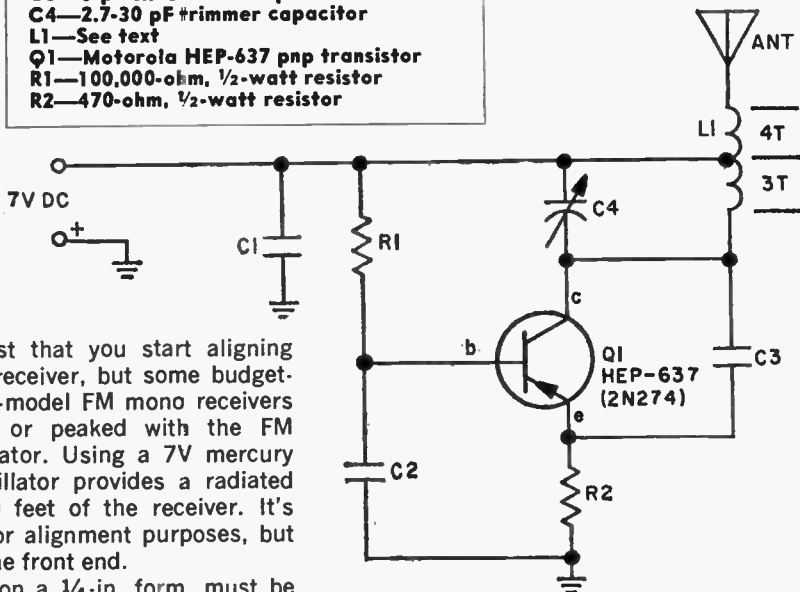 C4—2.7-30 pF trimmer capacitor
L1—See text
Q1—Motorola HEP-637 pnp transistor
R1—100,000-ohm, 1/2-watt resistor
R2—470-ohm, 1/2-watt resistor
ANT
L1
4T
3T
7V DC
+
C1
R1
C4
c
b
Q1
HEP-637
(2N274)
e
C3
C2
R2
st that you start aligning
receiver, but some budget-
-model FM mono receivers
or peaked with the FM
ator. Using a 7V mercury
illator provides a radiated
feet of the receiver. It's
or alignment purposes, but
he front end.
on a 1/4-in. form must be